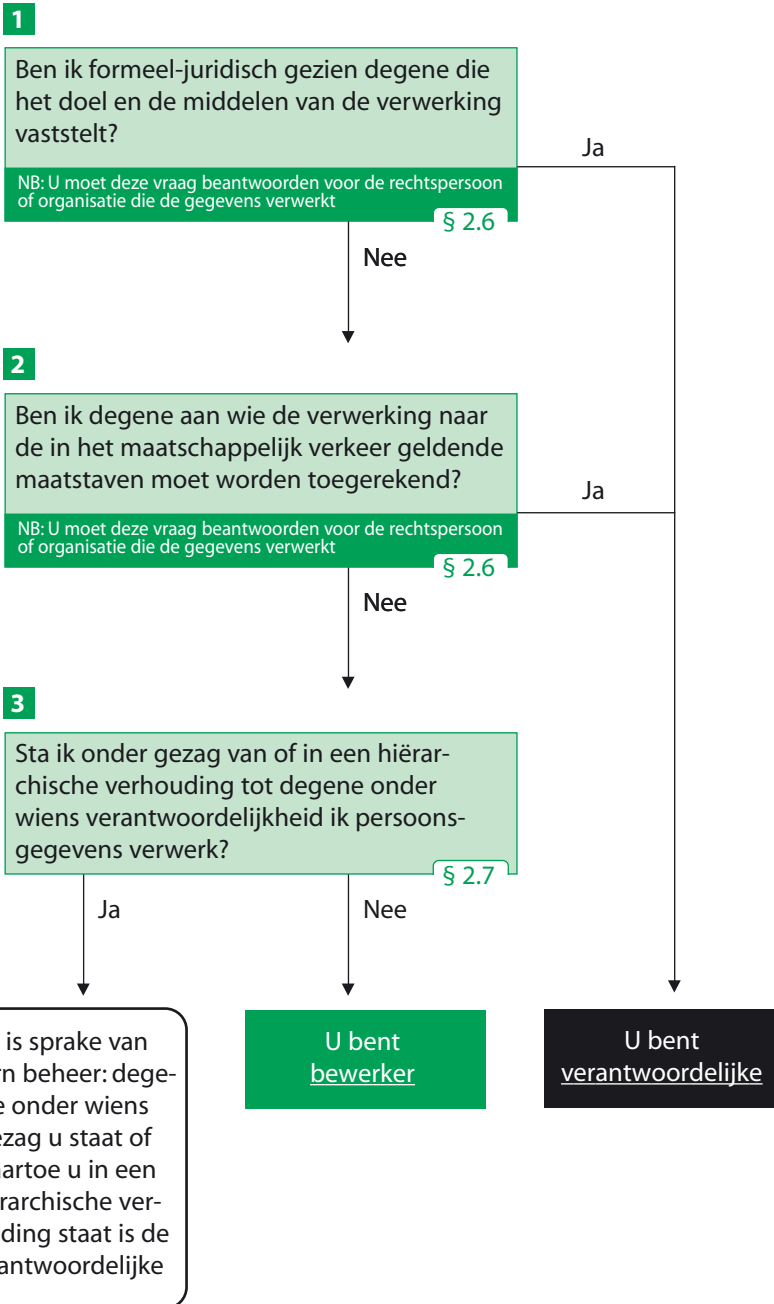 1
Ben ik formeel-juridisch gezien degene die
het doel en de middelen van de verwerking
vaststelt?
NB: U moet deze vraag beantwoorden voor de rechtspersoon
of organisatie die de gegevens verwerkt
§ 2.6
Ja
Nee
2
Ben ik degene aan wie de verwerking naar
de in het maatschappelijk verkeer geldende
maatstaven moet worden toegerekend?
NB: U moet deze vraag beantwoorden voor de rechtspersoon
of organisatie die de gegevens verwerkt
§ 2.6
Ja
Nee
3
Sta ik onder gezag van of in een hiërar-
chische verhouding tot degene onder
wiens verantwoordelijkheid ik persoons-
gegevens verwerk?
§ 2.7
Ja
Nee
is sprake van
beheer: dege-
onder wiens
u staat of
u in een
ver-
staat is de
U bent
bewerker
U bent
verantwoordelijke